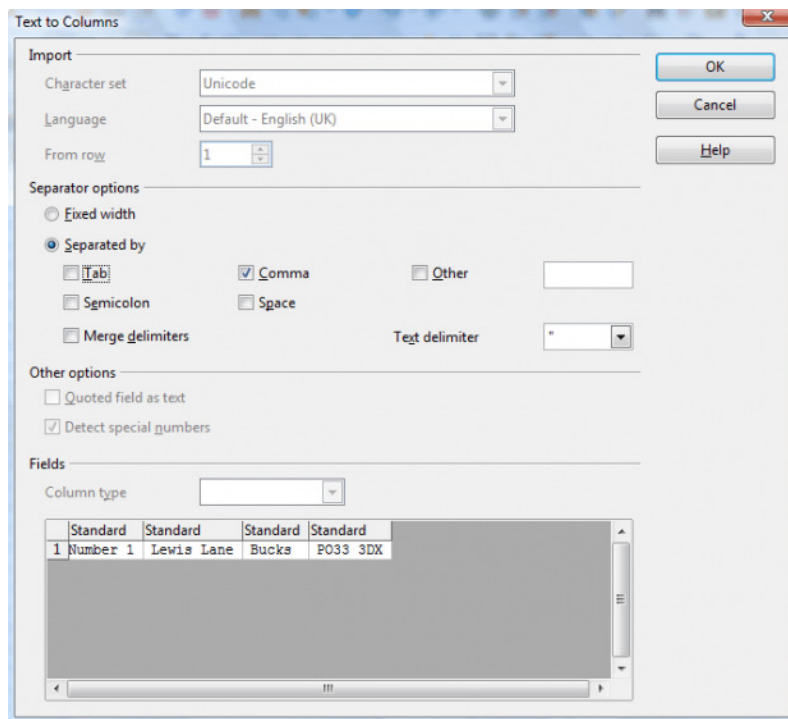 Text to Columns
Import
Character set Unicode
OK
Language Default - English (UK)
Cancel
From row 1
Help
Separator options
Fixed width
Separated by
Tab Comma Other
Semicolon Space
Merge delimiters Text delimiter "
Other options
Quoted field as text
Detect special numbers
Fields
Column type
Standard Standard Standard Standard
1 Number 1 Lewis Lane Bucks PO33 3DX